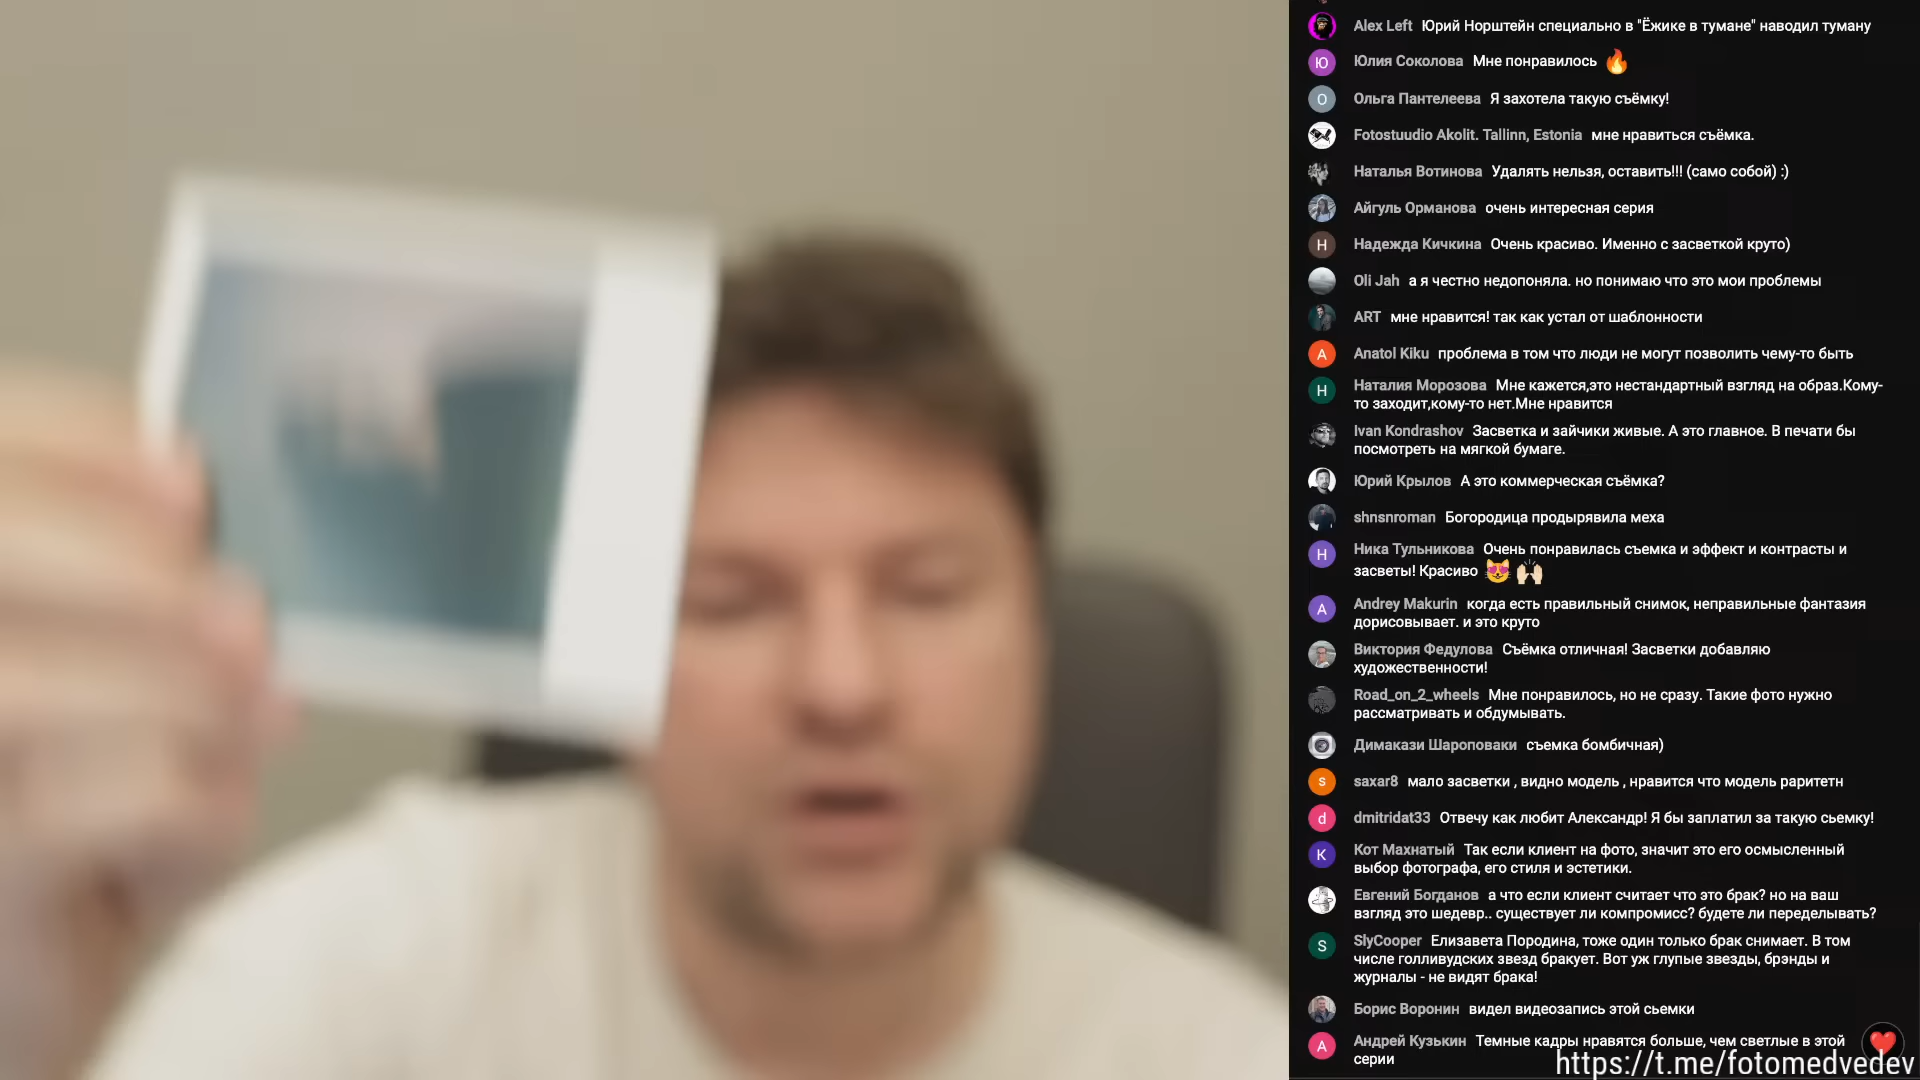 Alex Left Юрий Норштейн специально в "Ёжике в тумане" наводил туману
Ю Юлия Соколова Мне понравилось 🔥
О Ольга Пантелеева Я захотела такую съёмку!
Fotostuudio Akolit. Tallinn, Estonia мне нравиться съёмка.
Наталья Вотинова Удалять нельзя, оставить!!! (само собой) :)
Айгуль Орманова очень интересная серия
Н Надежда Кичкина Очень красиво. Именно с засветкой круто)
Oli Jah а я честно недопоняла. но понимаю что это мои проблемы
ART мне нравится! так как устал от шаблонности
A Anatol Kiku проблема в том что люди не могут позволить чему-то быть
Н Наталия Морозова Мне кажется,это нестандартный взгляд на образ.Кому-
то заходит,кому-то нет.Мне нравится
Ivan Kondrashov Засветка и зайчики живые. А это главное. В печати бы
посмотреть на мягкой бумаге.
Юрий Крылов А это коммерческая съёмка?
shnsnroman Богородица продырявила меха
Н Ника Тульникова Очень понравилась съемка и эффект и контрасты и
засветы! Красиво 😻 🙌🏻
A Andrey Makurin когда есть правильный снимок, неправильные фантазия
дорисовывает. и это круто
Виктория Федулова Съёмка отличная! Засветки добавляю
художественности!
Road_on_2_wheels Мне понравилось, но не сразу. Такие фото нужно
рассматривать и обдумывать.
Димакази Шароповаки съемка бомбичная)
s saxar8 мало засветки , видно модель , нравится что модель раритетн
d dmitridat33 Отвечу как любит Александр! Я бы заплатил за такую сьемку!
К Кот Махнатый Так если клиент на фото, значит это его осмысленный
выбор фотографа, его стиля и эстетики.
Евгений Богданов а что если клиент считает что это брак? но на ваш
взгляд это шедевр.. существует ли компромисс? будете ли переделывать?
S SlyCooper Елизавета Породина, тоже один только брак снимает. В том
числе голливудских звезд бракует. Вот уж глупые звезды, брэнды и
журналы - не видят брака!
Борис Воронин видел видеозапись этой сьемки
А Андрей Кузькин Темные кадры нравятся больше, чем светлые в этой
серии
https://t.me/fotomedvedev